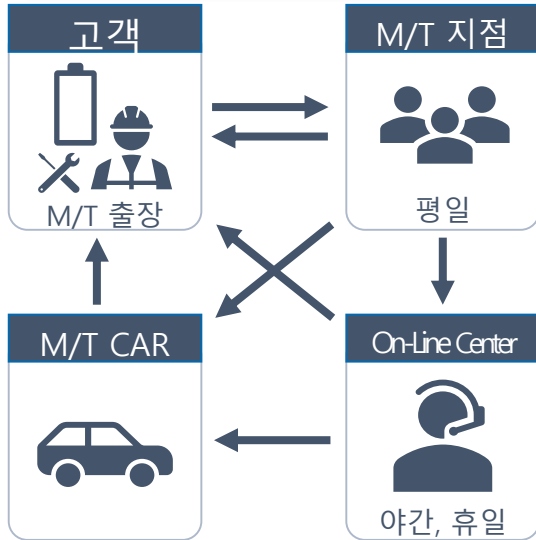 고객
M/T 출장
M/T 지점
평일
M/T CAR
On-Line Center
야간, 휴일